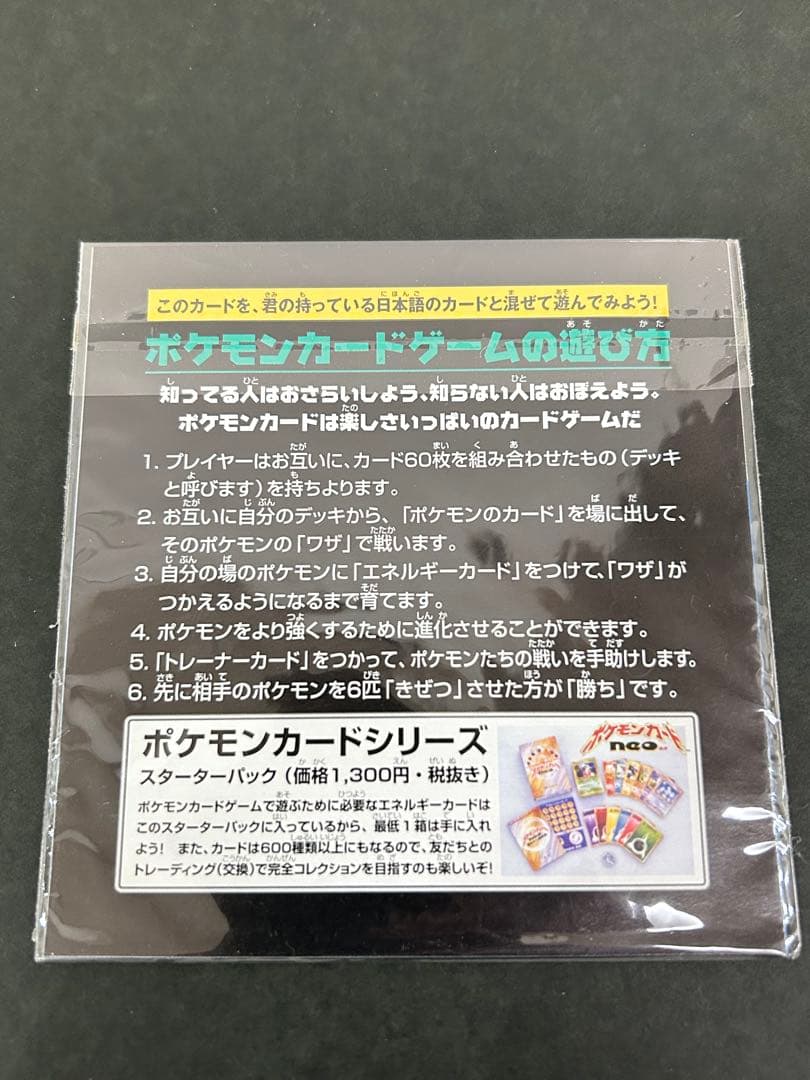 このカードを、君の持っている日本語のカードと混ぜて遊んでみよう!
ポケモンカードゲームの遊び方
知ってる人はおさらいしよう、知らない人はおぼえよう。
ポケモンカードは楽しさいっぱいのカードゲームだ
1. プレイヤーはお互いに、カード60枚を組み合わせたもの(デッキ
と呼びます)を持ちよります。
2. お互いに自分のデッキから、「ポケモンのカード」を場に出して、
そのポケモンの「ワザ」で戦います。
3. 自分の場のポケモンに「エネルギーカード」をつけて、「ワザ」が
つかえるようになるまで育てます。
4. ポケモンをより強くするために進化させることができます。
5.「トレーナーカード」をつかって、ポケモンたちの戦いを手助けします。
6. 先に相手のポケモンを6匹「きぜつ」させた方が「勝ち」です。
ポケモンカードシリーズ
スターターパック(価格1,300円・税抜き)
ポケモンカードゲームで遊ぶために必要なエネルギーカードは
このスターターパックに入っているから、最低1箱は手に入れ
よう! また、カードは600種類以上にもなるので、友だちとの
トレーディング(交換)で完全コレクションを目指すのも楽しいぞ!
ポケモンカード
neo